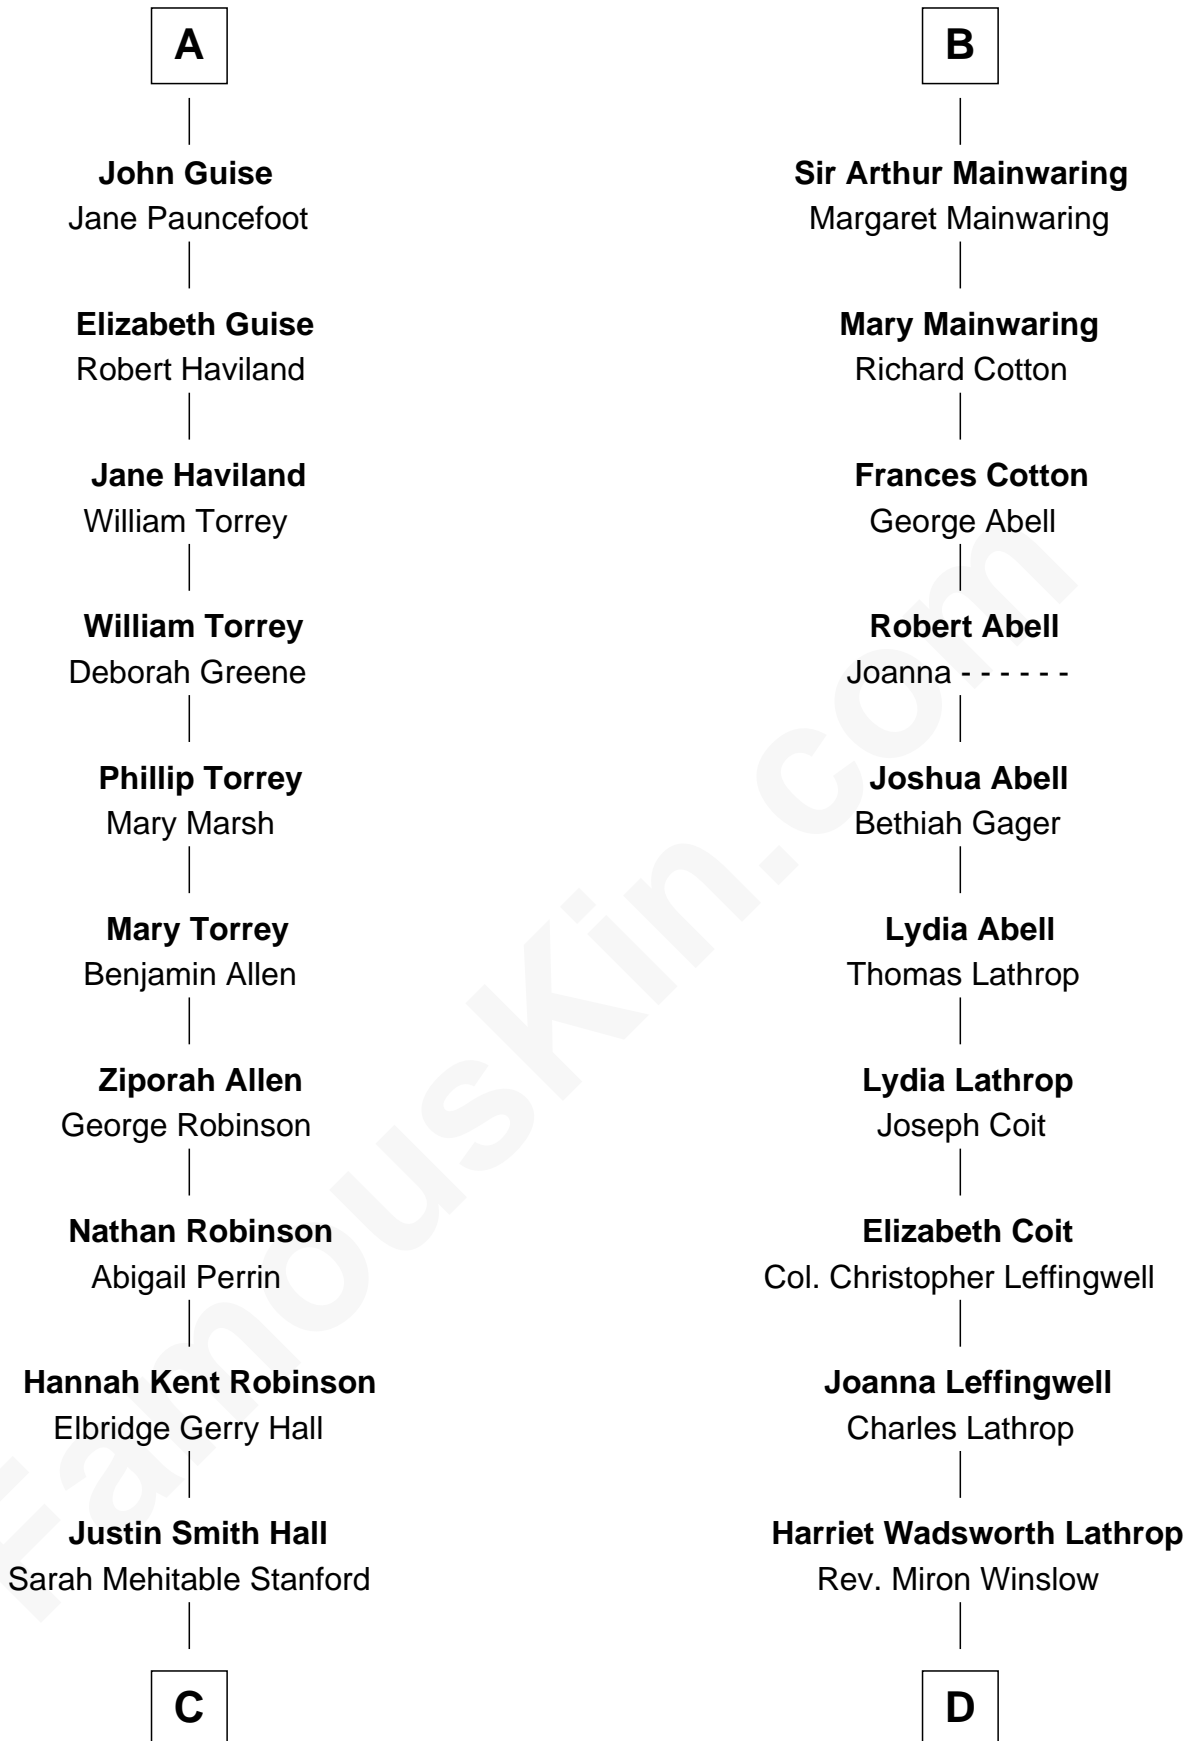 A
John Guise
Jane Pauncefoot
Elizabeth Guise
Robert Haviland
Jane Haviland
William Torrey
William Torrey
Deborah Greene
Phillip Torrey
Mary Marsh
Mary Torrey
Benjamin Allen
Ziporah Allen
George Robinson
Nathan Robinson
Abigail Perrin
Hannah Kent Robinson
Elbridge Gerry Hall
Justin Smith Hall
Sarah Mehitable Stanford
C
B
Sir Arthur Mainwaring
Margaret Mainwaring
Mary Mainwaring
Richard Cotton
Frances Cotton
George Abell
Robert Abell
Joanna - - - - - -
Joshua Abell
Bethiah Gager
Lydia Abell
Thomas Lathrop
Lydia Lathrop
Joseph Coit
Elizabeth Coit
Col. Christopher Leffingwell
Joanna Leffingwell
Charles Lathrop
Harriet Wadsworth Lathrop
Rev. Miron Winslow
D
FamousKin.com